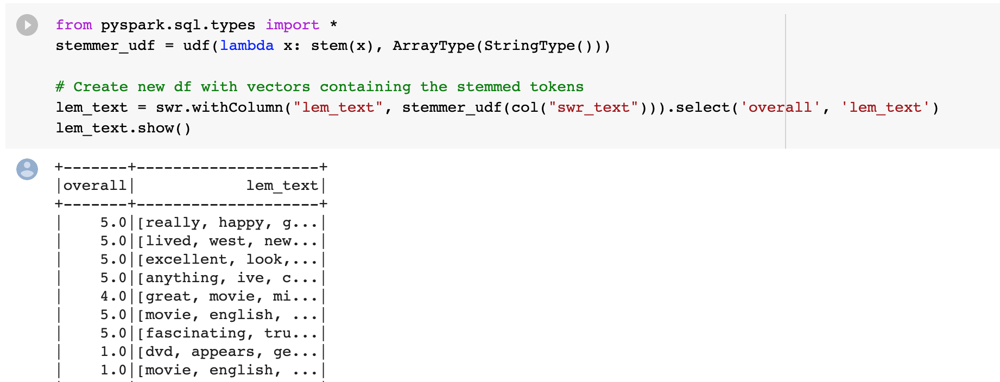 from pyspark.sql.types import *
stemmer_udf = udf(lambda x: stem(x), ArrayType(StringType()))
# Create new df with vectors containing the stemmed tokens
lem_text = swr.withColumn("lem_text", stemmer_udf(col("swr_text"))).select('overall', 'lem_text')
lem_text.show()
+-------+--------------------+
|overall|            lem_text|
+-------+--------------------+
|    5.0|[really, happy, g...|
|    5.0|[lived, west, new...|
|    5.0|[excellent, look,...|
|    5.0|[anything, ive, c...|
|    4.0|[great, movie, mi...|
|    5.0|[movie, english, ...|
|    5.0|[fascinating, tru...|
|    1.0|[dvd, appears, ge...|
|    1.0|[movie, english, ...|